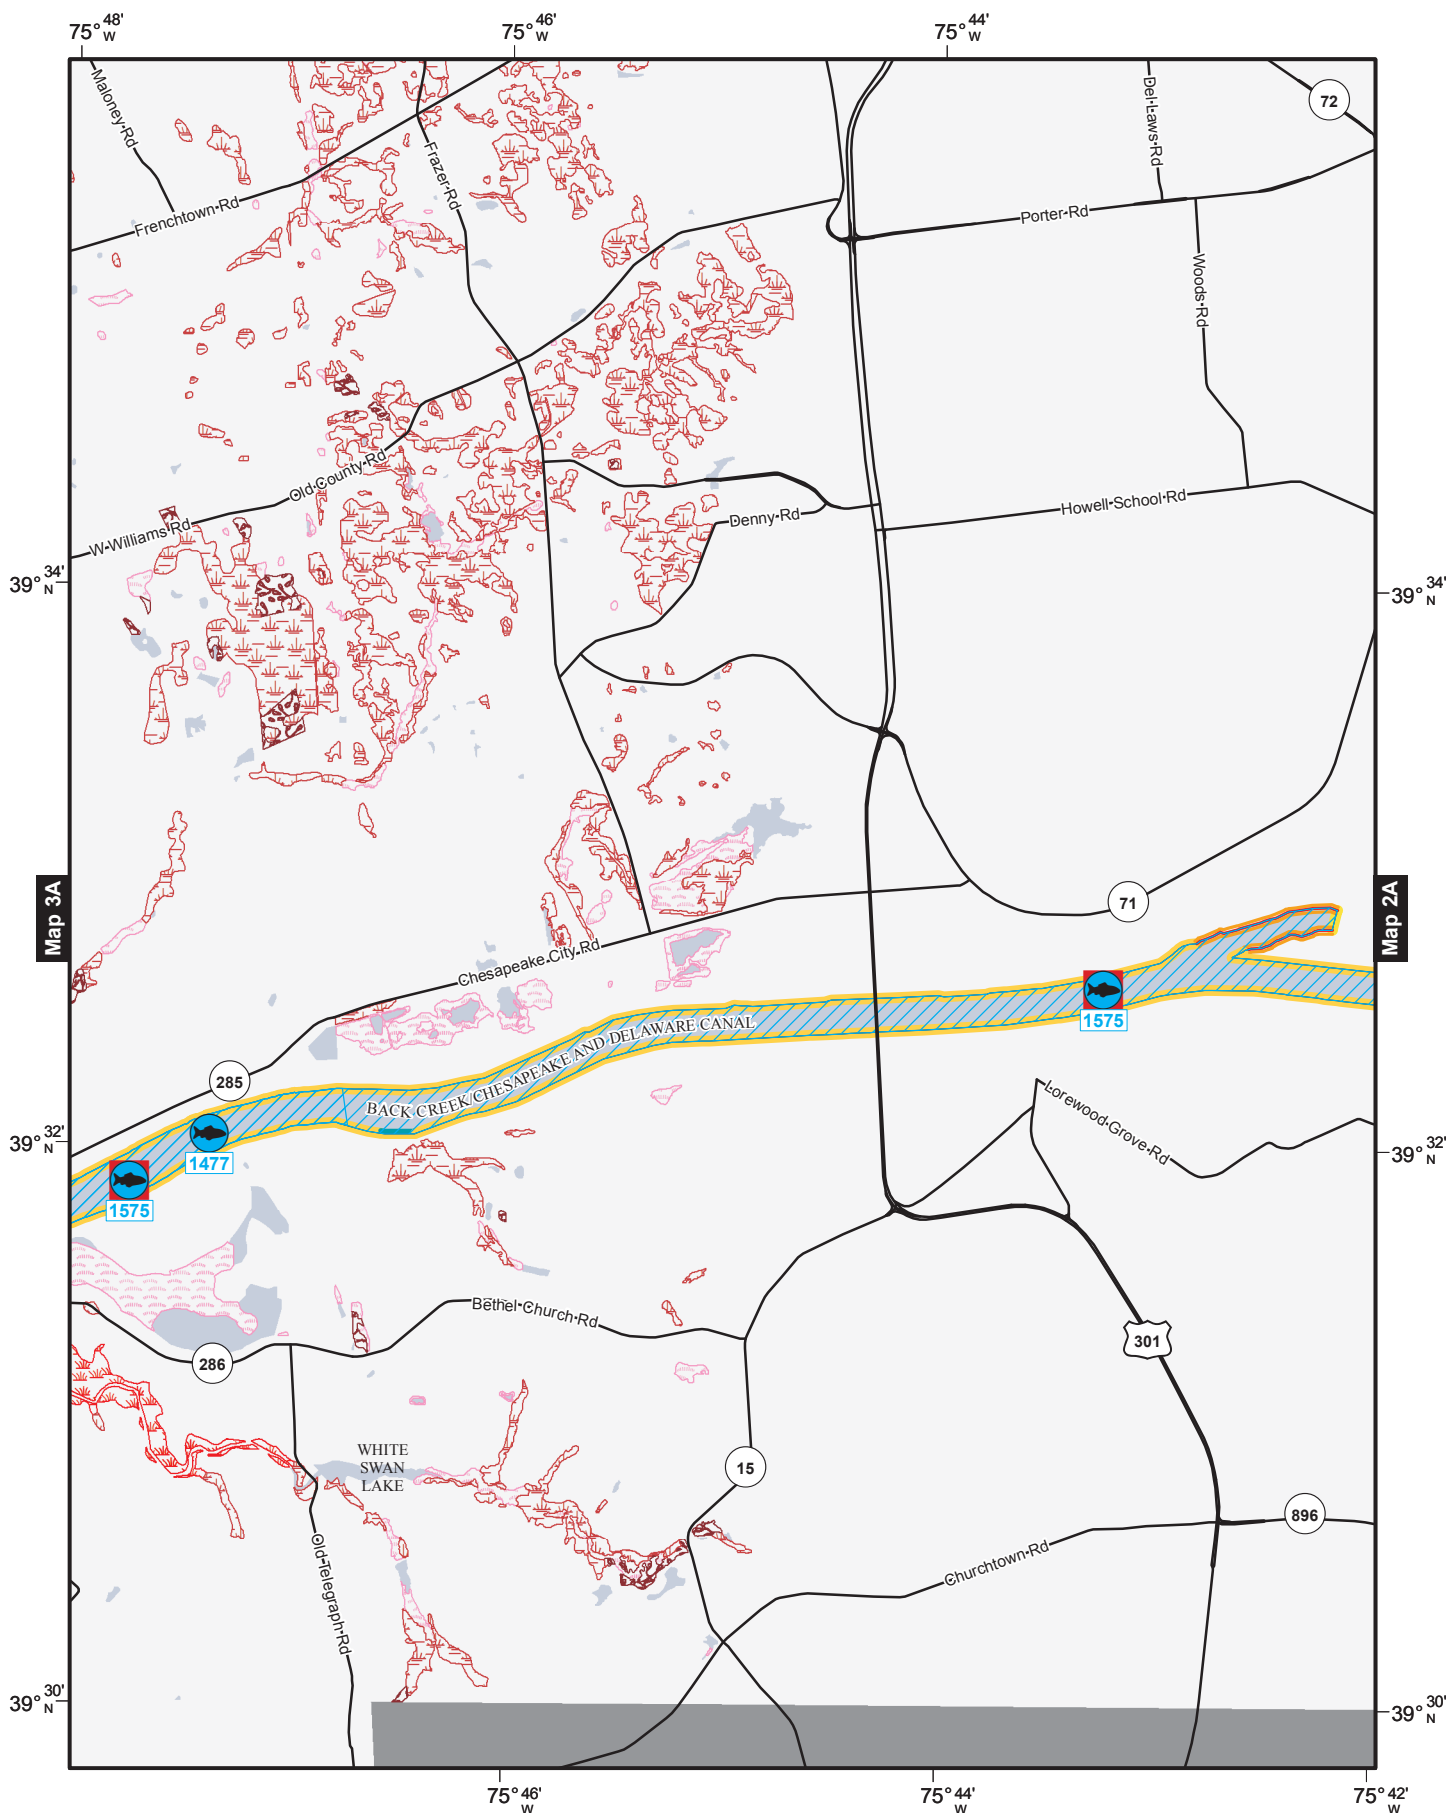 75° 48' W
75° 46' W
75° 44' W
Maloney Rd
Frazer Rd
Del Laws Rd
72
Frenchtown Rd
Porter Rd
Woods Rd
Old County Rd
W Williams Rd
Denny Rd
Howell School Rd
39° 34' N
39° 34' N
Map 3A
Map 2A
71
Chesapeake City Rd
BACK CREEK/CHESAPEAKE AND DELAWARE CANAL
1575
285
Lorewood Grove Rd
39° 32' N
39° 32' N
1477
1575
Bethel Church Rd
286
301
WHITE
SWAN
LAKE
15
896
Old Telegraph Rd
Churchtown Rd
39° 30' N
39° 30' N
75° 46' W
75° 44' W
75° 42' W